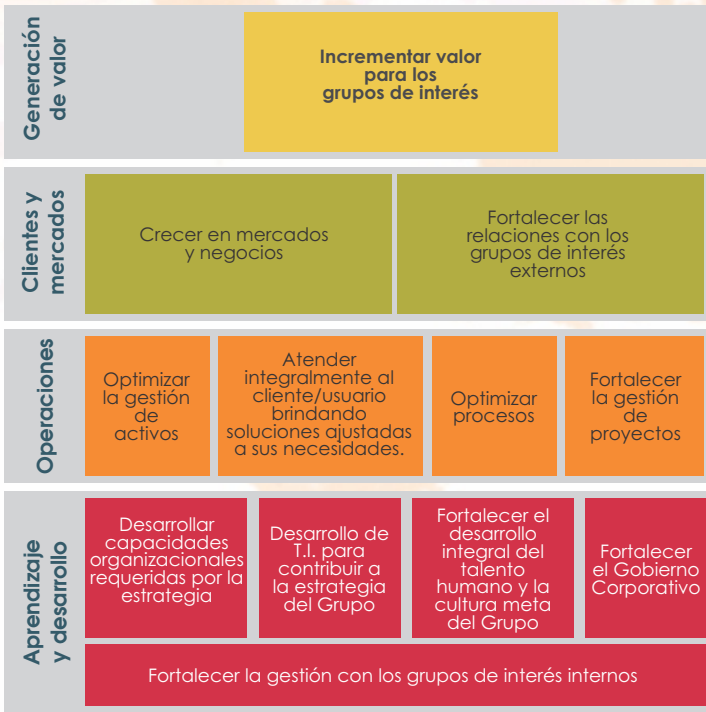 Generación
de valor
Incrementar valor
para los
grupos de interés
Clientes y
mercados
Crecer en mercados
y negocios
Fortalecer las
relaciones con los
grupos de interés
externos
Operaciones
Optimizar
la gestión
de
activos
Atender
integralmente al
cliente/usuario
brindando
soluciones ajustadas
a sus necesidades.
Optimizar
procesos
Fortalecer
la gestión
de
proyectos
Aprendizaje
y desarrollo
Desarrollar
capacidades
organizacionales
requeridas por la
estrategia
Desarrollo de
T.I. para
contribuir a
la estrategia
del Grupo
Fortalecer el
desarrollo
integral del
talento
humano y la
cultura meta
del Grupo
Fortalecer
el Gobierno
Corporativo
Fortalecer la gestión con los grupos de interés internos